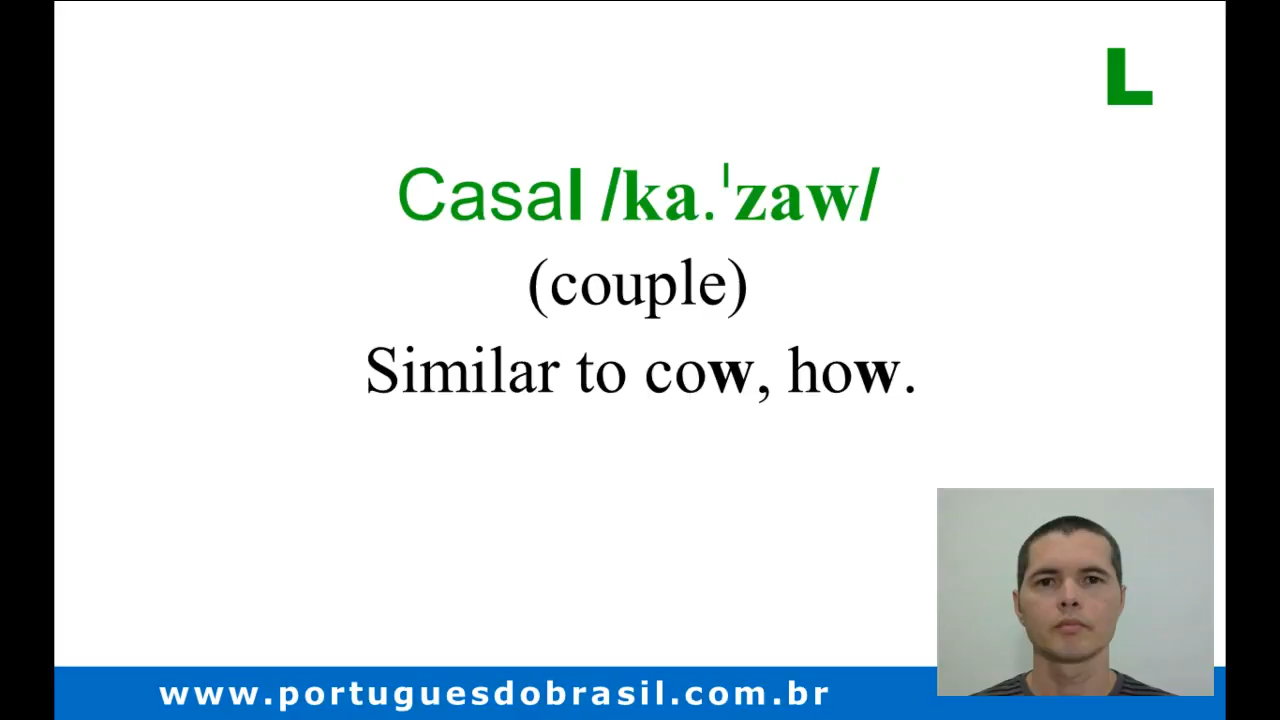 L
Casal /ka.ˈzaw/
(couple)
Similar to cow, how.
www.portuguesdobrasil.com.br